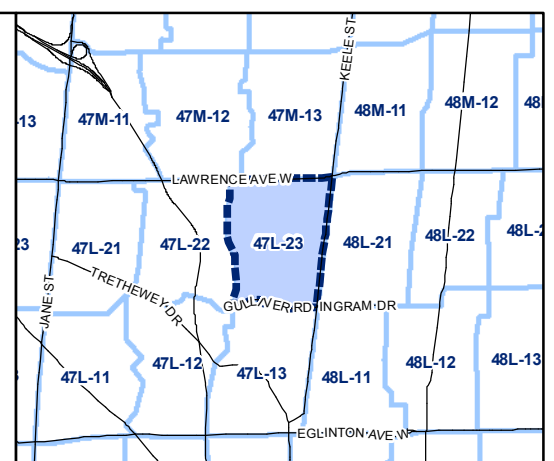 KEELE ST
-13
47M-11
47M-12
47M-13
48M-11
48M-12
48
LAWRENCE AVE W
23
47L-21
47L-22
47L-23
48L-21
48L-22
48L-2
JANE ST
TRETHEWEY DR
GULLIVER RD
INGRAM DR
47L-11
47L-12
47L-13
48L-11
48L-12
48L-13
EGLINTON AVE W